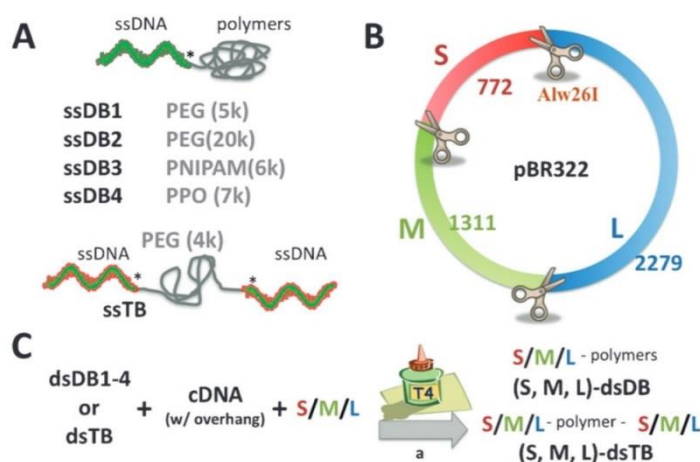 A
ssDNA polymers
*
ssDB1 PEG (5k)
ssDB2 PEG(20k)
ssDB3 PNIPAM(6k)
ssDB4 PPO (7k)
PEG (4k)
ssDNA ssDNA
* *
ssTB
B
S
772
Alw26I
pBR322
M 1311
L
2279
C
dsDB1-4
or
dsTB
+
cDNA
(w/ overhang)
+
S/M/L
T4
a
S/M/L - polymers
(S, M, L)-dsDB
S/M/L - polymer - S/M/L
(S, M, L)-dsTB